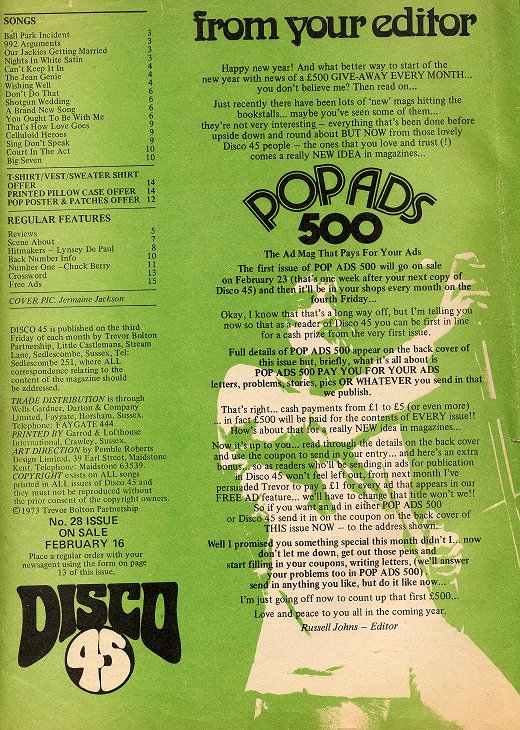 SONGS
Ball Park Incident 3
992 Arguments 3
Our Jackies Getting Married 3
Nights In White Satin 3
Can't Keep It In 4
The Jean Genie 4
Wishing Well 4
Don't Do That 6
Shotgun Wedding 6
A Brand New Song 6
You Ought To Be With Me 6
That's How Love Goes 9
Celluloid Heroes 9
Sing Don't Speak 9
Court In The Act 10
Big Seven 10
T-SHIRT/VEST/SWEATER SHIRT
OFFER 14
PRINTED PILLOW CASE OFFER 14
POP POSTER & PATCHES OFFER 12
REGULAR FEATURES
Reviews 5
Scene About 7
Hitmakers – Lynsey De Paul 8
Back Number Info 10
Number One –Chuck Berry 11
Crossword 13
Free Ads 15
COVER PIC. Jermaine Jackson
DISCO 45 is published on the third
Friday of each month by Trevor Bolton
Partnership, Little Castlemans, Stream
Lane, Sedlescombe, Sussex, Tel:
Sedlescombe 251, where ALL
correspondence relating to the
content of the magazine should
be addressed.
TRADE DISTRIBUTION is through
Wells Gardner, Darton & Company
Limited, Faygate, Horsham, Sussex.
Telephone: FAYGATE 444.
PRINTED BY Garrod & Lofthouse
International, Crawley, Sussex.
ART DIRECTION by Pemble Roberts
Design Limited, 39 Earl Street, Maidstone
Kent. Telephone: Maidstone 63539.
COPYRIGHT exists on ALL songs
printed in ALL issues of Disco 45 and
they must not be reproduced without
the prior consent of the copyright owners.
©1973 Trevor Bolton Partnership
No. 28 ISSUE
ON SALE
FEBRUARY 16
Place a regular order with your
newsagent using the form on page
13 of this issue.
DISCO
45
from your editor
Happy new year! And what better way to start of the
new year with news of a £500 GIVE-AWAY EVERY MONTH...
you don't believe me? Then read on...
Just recently there have been lots of 'new' mags hitting the
bookstalls... maybe you've seen some of them...
they're not very interesting – everything that's been done before
upside down and round about BUT NOW from those lovely
Disco 45 people – the ones that you love and trust (!)
comes a really NEW IDEA in magazines...
POP ADS
500
The Ad Mag That Pays For Your Ads
The first issue of POP ADS 500 will go on sale
on February 23 (that's one week after your next copy of
Disco 45) and then it'll be in your shops every month on the
fourth Friday...
Okay, I know that that's a long way off, but I'm telling you
now so that as a reader of Disco 45 you can be first in line
for a cash prize from the very first issue.
Full details of POP ADS 500 appear on the back cover of
this issue but, briefly, what it's all about is
POP ADS 500 PAY YOU FOR YOUR ADS
letters, problems, stories, pics OR WHATEVER you send in that
we publish.
That's right... cash payments from £1 to £5 (or even more)
... in fact £500 will be paid for the contents of EVERY issue!!
How's about that for a really NEW idea in magazines...
Now it's up to you... read through the details on the back cover
and use the coupon to send in your entry... and here's an extra
bonus... so as readers who'll be sending in ads for publication
in Disco 45 won't feel left out, from next month I've
persuaded Trevor to pay a £1 for every ad that appears in our
FREE Ad feature... we'll have to change that title won't we!!
So if you want an ad in either POP ADS 500
or Disco 45 send it in on the coupon on the back cover of
THIS issue NOW – to the address shown.
Well I promised you something special this month didn't I... now
don't let me down, get out those pens and
start filling in your coupons, writing letters, (we'll answer
your problems too in POP ADS 500)
send in anything you like, but do it now...
I'm just going off now to count up that first £500...
Love and peace to you all in the coming year.
Russell Johns – Editor